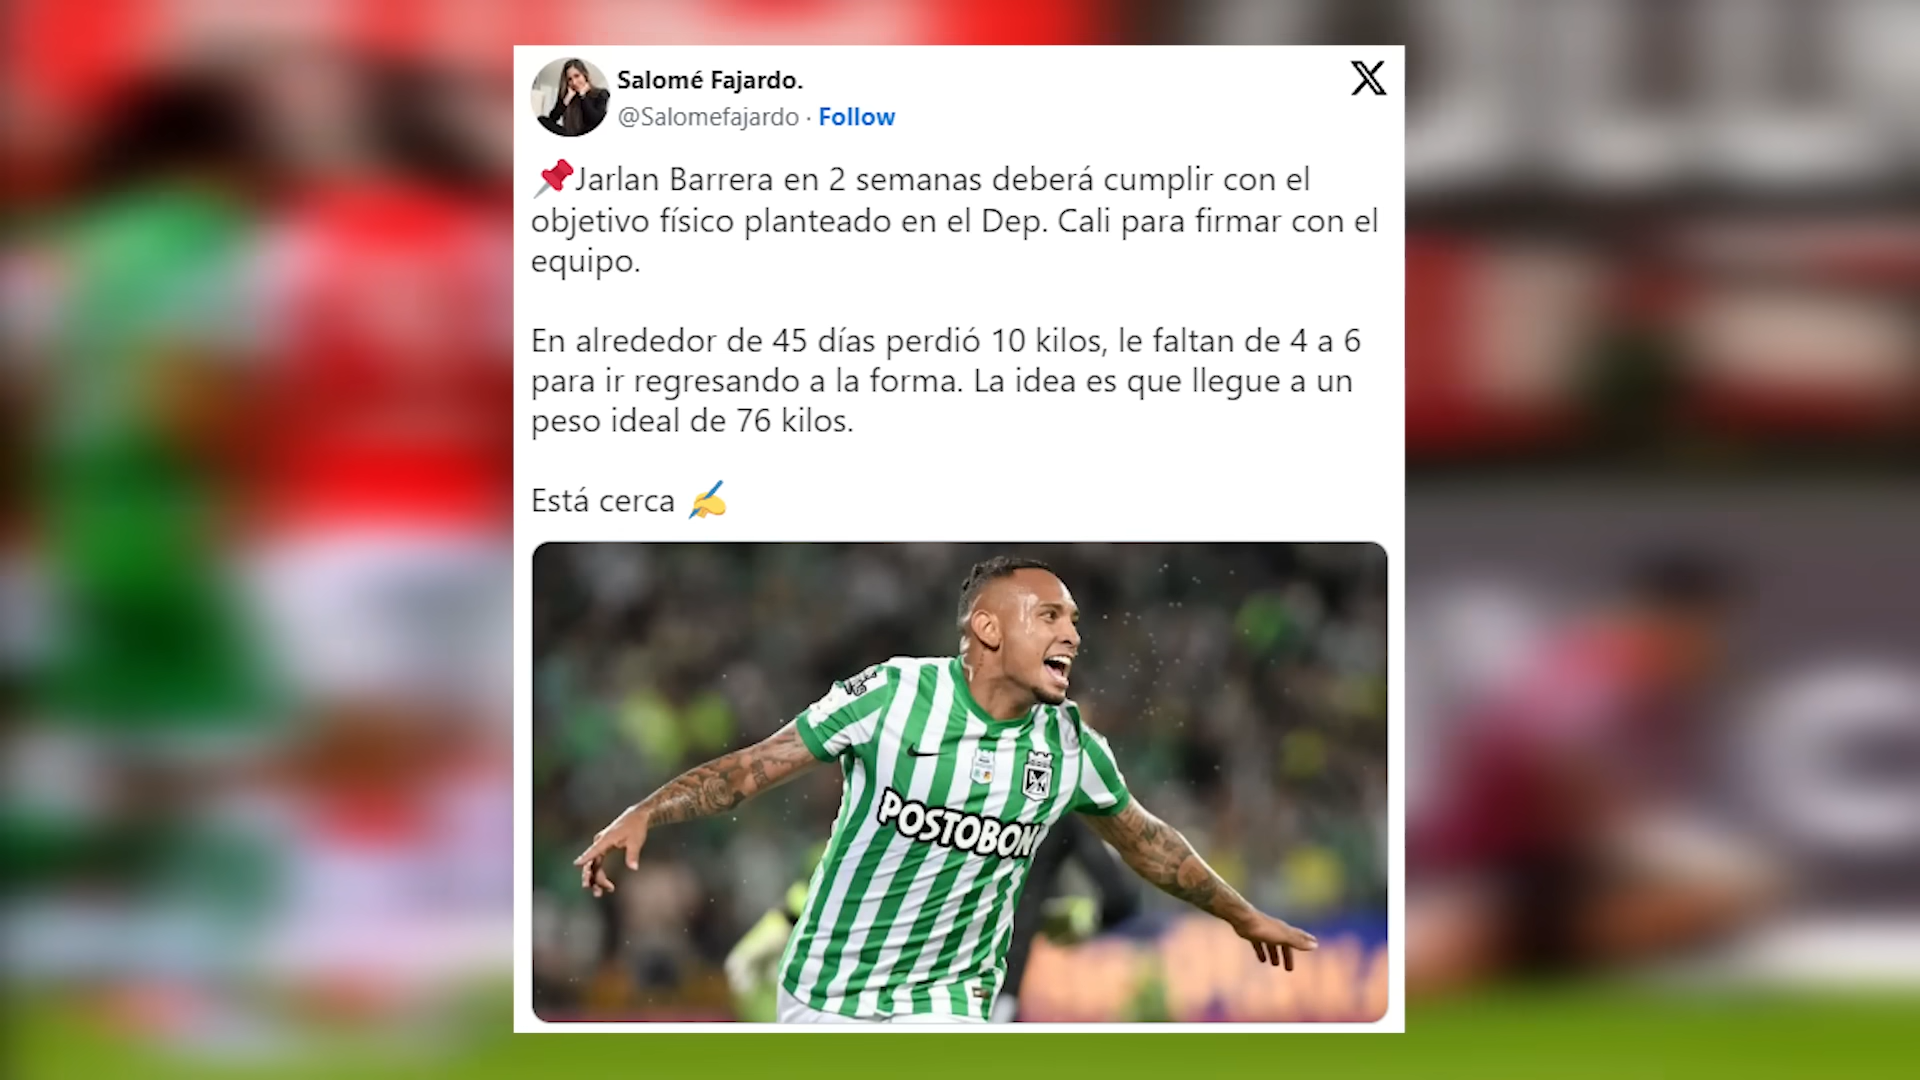 Salomé Fajardo.
@Salomefajardo · Follow
📌Jarlan Barrera en 2 semanas deberá cumplir con el
objetivo físico planteado en el Dep. Cali para firmar con el
equipo.
En alrededor de 45 días perdió 10 kilos, le faltan de 4 a 6
para ir regresando a la forma. La idea es que llegue a un
peso ideal de 76 kilos.
Está cerca ✍️
POSTOBON